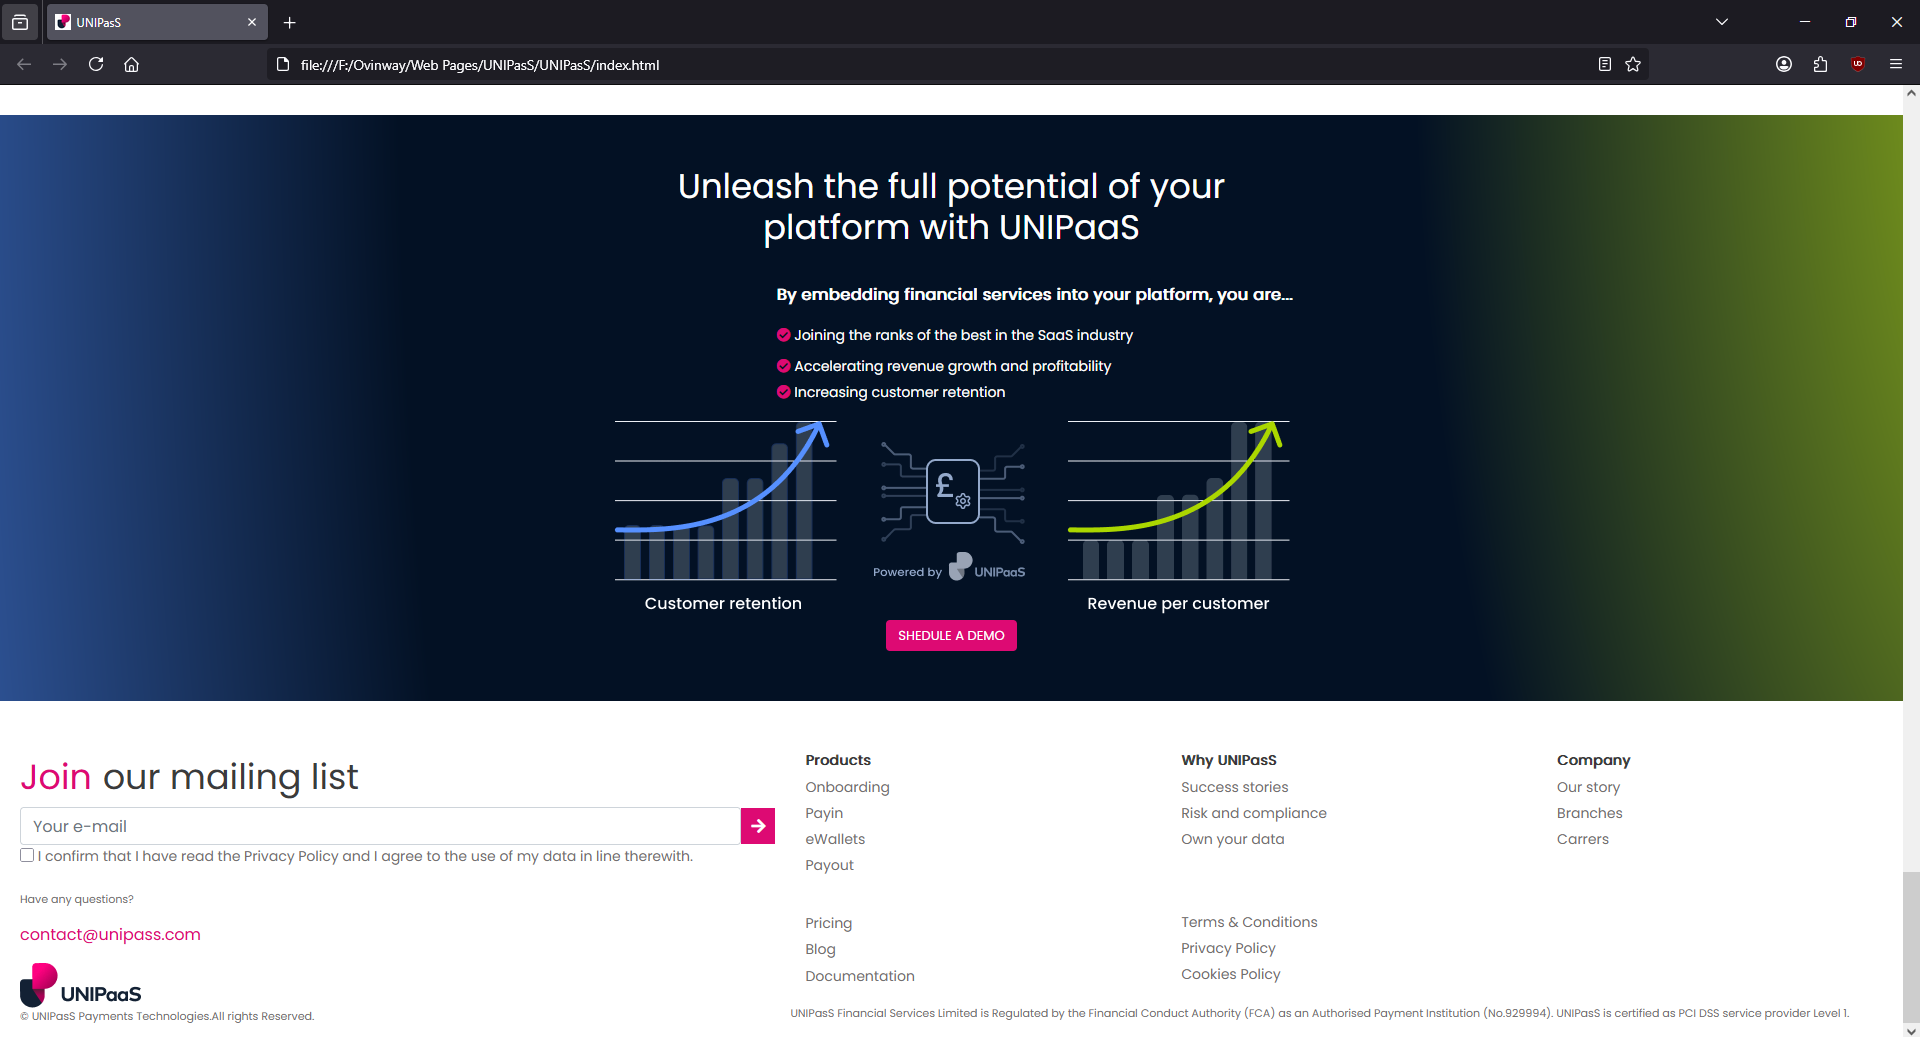 UNIPasS
file:///F:/Ovinway/Web Pages/UNIPasS/UNIPasS/index.html
Unleash the full potential of your
platform with UNIPaaS
By embedding financial services into your platform, you are...
Joining the ranks of the best in the SaaS industry
Accelerating revenue growth and profitability
Increasing customer retention
£
Powered by UNIPaaS
Customer retention
Revenue per customer
SHEDULE A DEMO
Join our mailing list
Your e-mail
I confirm that I have read the Privacy Policy and I agree to the use of my data in line therewith.
Have any questions?
contact@unipass.com
UNIPaaS
© UNIPasS Payments Technologies.All rights Reserved.
Products
Onboarding
Payin
eWallets
Payout
Pricing
Blog
Documentation
Why UNIPasS
Success stories
Risk and compliance
Own your data
Terms & Conditions
Privacy Policy
Cookies Policy
Company
Our story
Branches
Carrers
UNIPasS Financial Services Limited is Regulated by the Financial Conduct Authority (FCA) as an Authorised Payment Institution (No.929994). UNIPasS is certified as PCI DSS service provider Level 1.